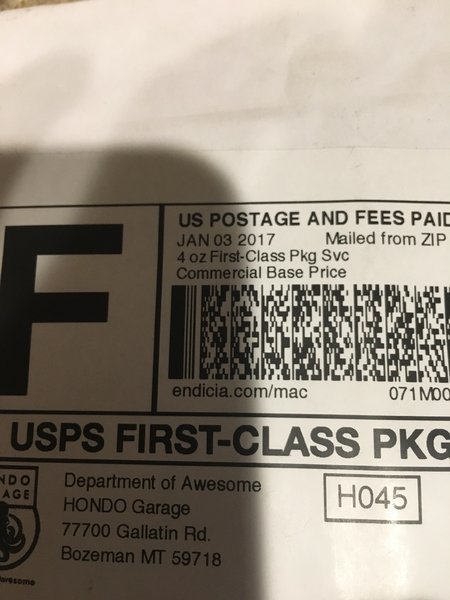 F
US POSTAGE AND FEES PAID
JAN 03 2017 Mailed from ZIP
4 oz First-Class Pkg Svc
Commercial Base Price
endicia.com/mac 071M00
USPS FIRST-CLASS PKG
NDO
AGE
Department of Awesome
HONDO Garage
77700 Gallatin Rd.
Bozeman MT 59718
H045